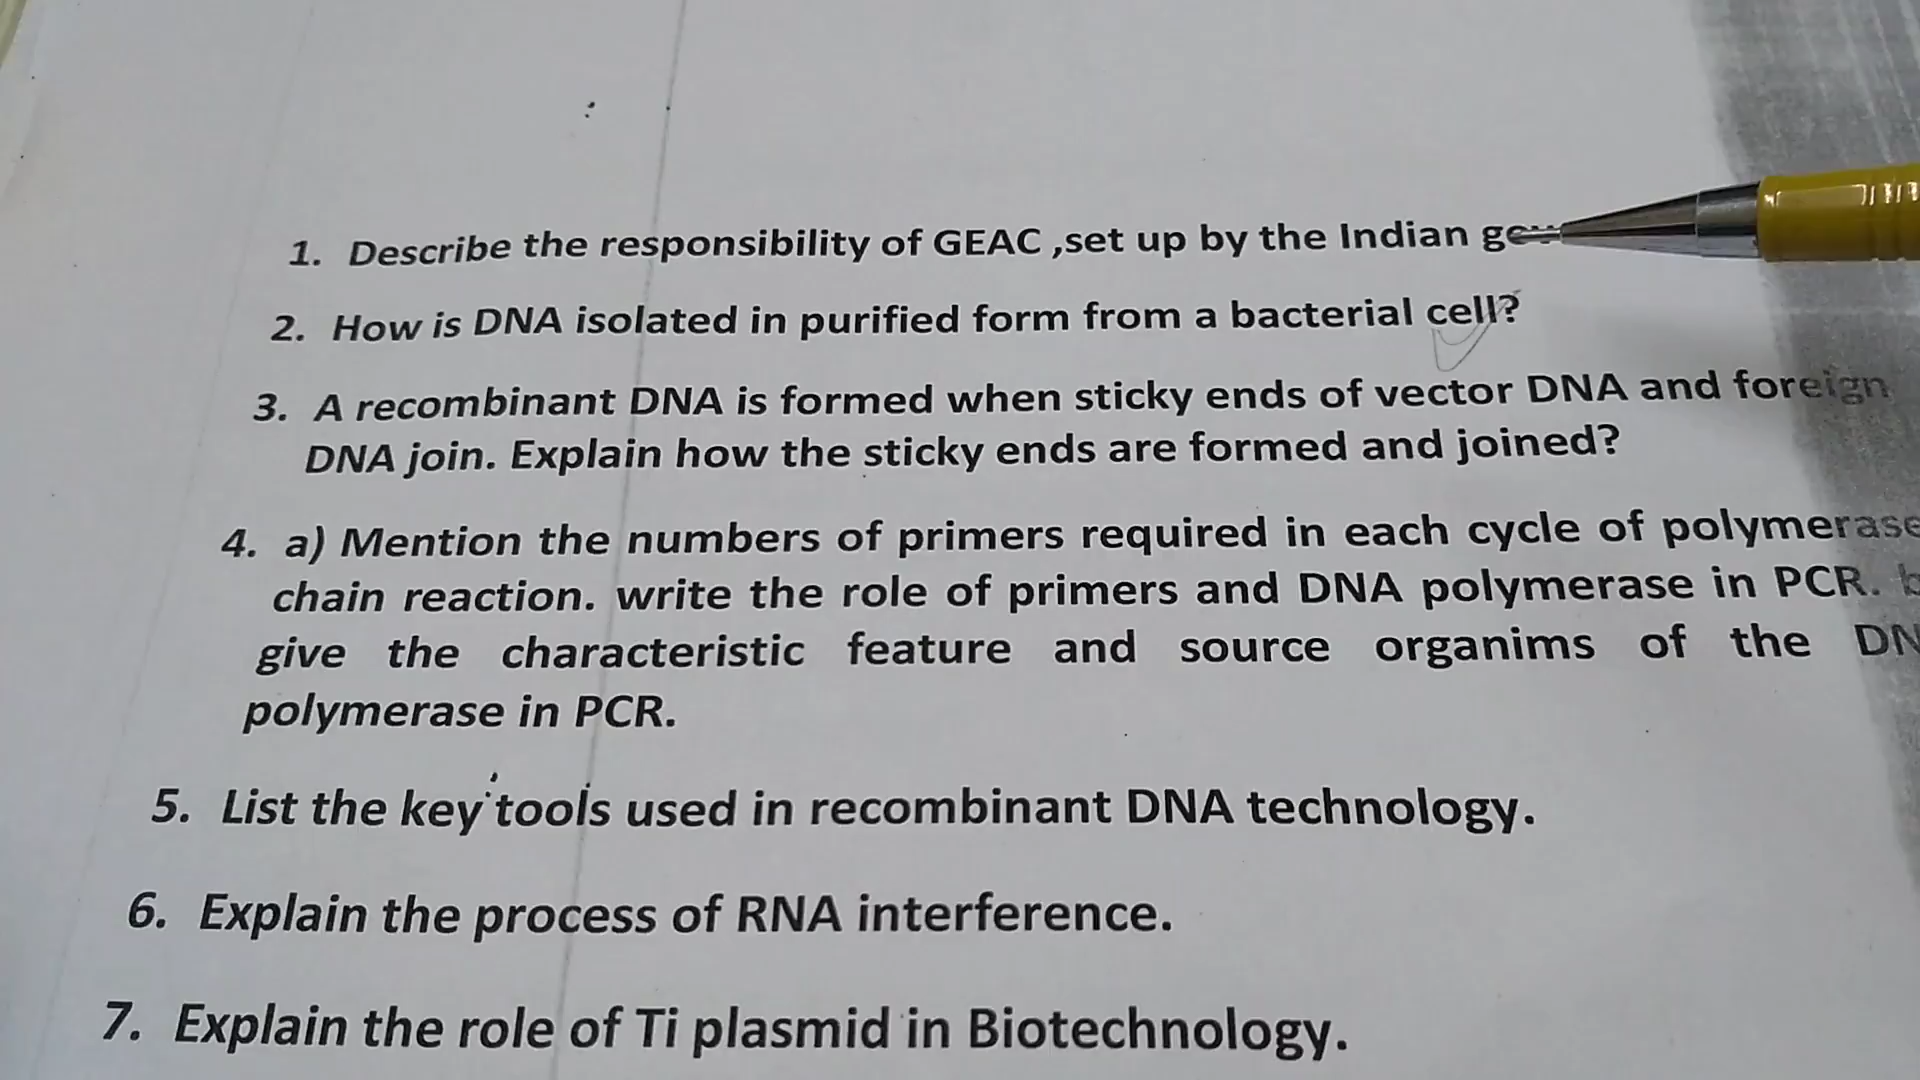 1. Describe the responsibility of GEAC ,set up by the Indian
2. How is DNA isolated in purified form from a bacterial cell?
3. A recombinant DNA is formed when sticky ends of vector DNA and foreign
DNA join. Explain how the sticky ends are formed and joined?
4. a) Mention the numbers of primers required in each cycle of polymerase
chain reaction. write the role of primers and DNA polymerase in PCR.
give the characteristic feature and source organims of the
polymerase in PCR.
5. List the key tools used in recombinant DNA technology.
6. Explain the process of RNA interference.
7. Explain the role of Ti plasmid in Biotechnology.